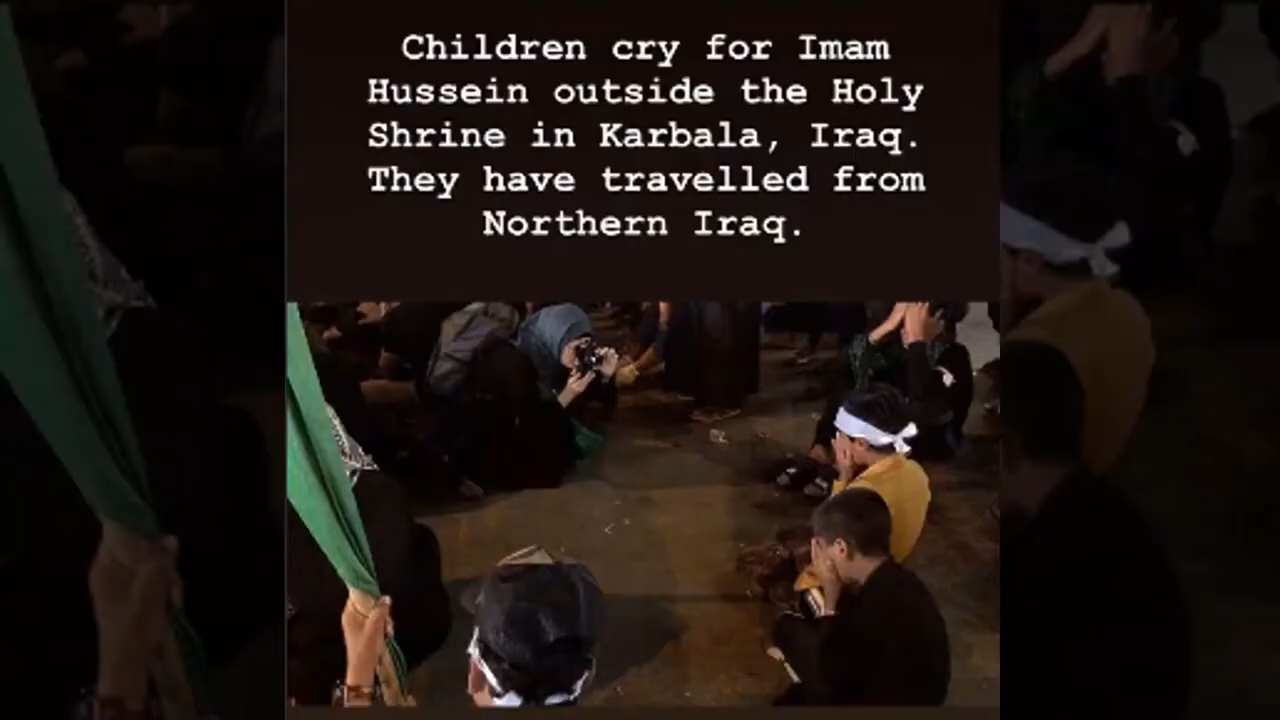 Children cry for Imam
Hussein outside the Holy
Shrine in Karbala, Iraq.
They have travelled from
Northern Iraq.